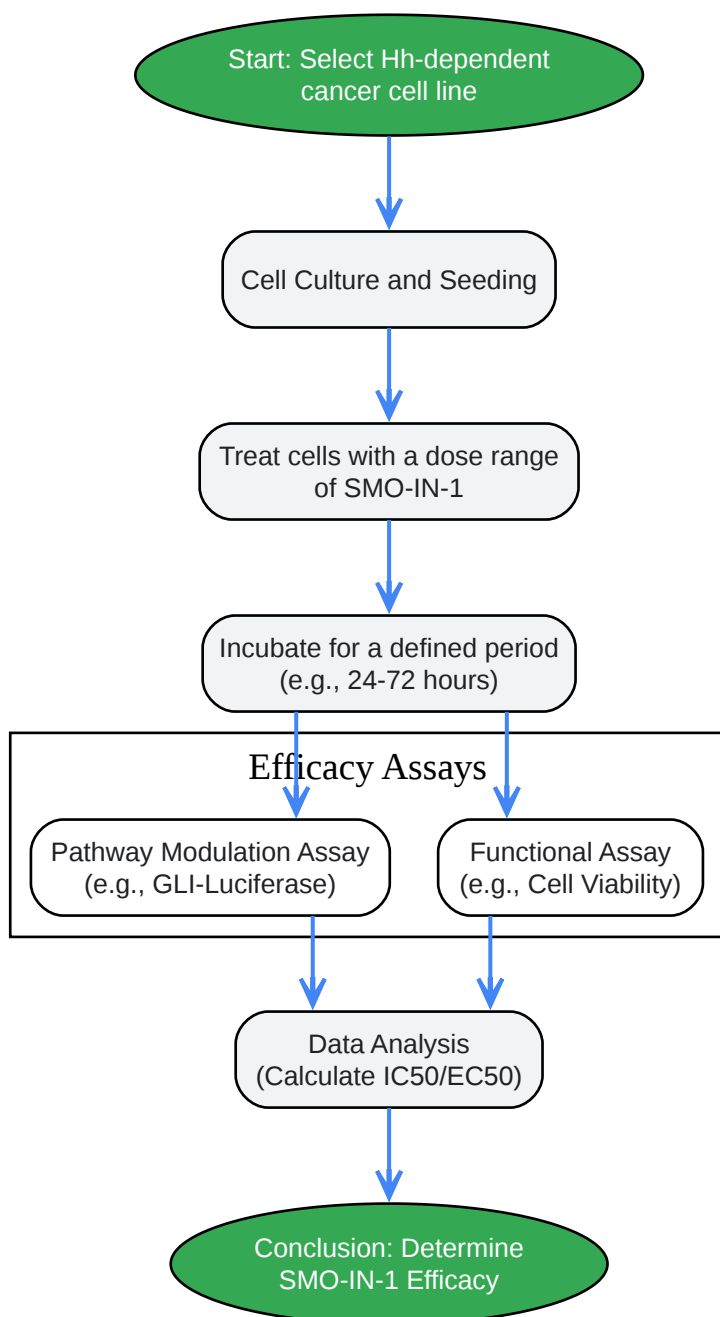 Start: Select Hh-dependent
cancer cell line
Cell Culture and Seeding
Treat cells with a dose range
of SMO-IN-1
Incubate for a defined period
(e.g., 24-72 hours)
Efficacy Assays
Pathway Modulation Assay
(e.g., GLI-Luciferase)
Functional Assay
(e.g., Cell Viability)
Data Analysis
(Calculate IC50/EC50)
Conclusion: Determine
SMO-IN-1 Efficacy